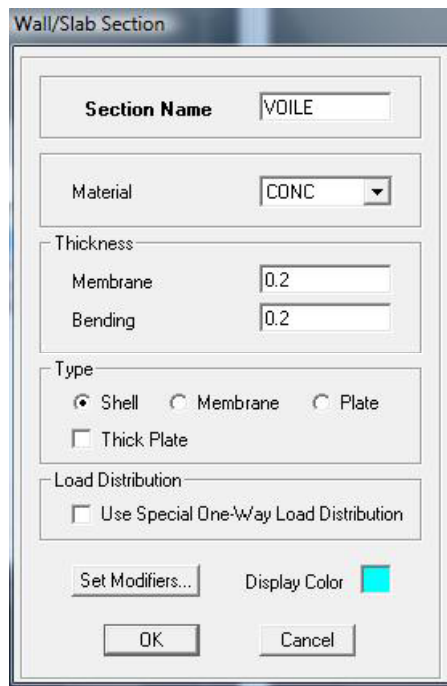 Wall/Slab Section
Section Name VOILE
Material CONC
Thickness
Membrane 0.2
Bending 0.2
Type
Shell Membrane Plate
Thick Plate
Load Distribution
Use Special One-Way Load Distribution
Set Modifiers... Display Color
OK Cancel